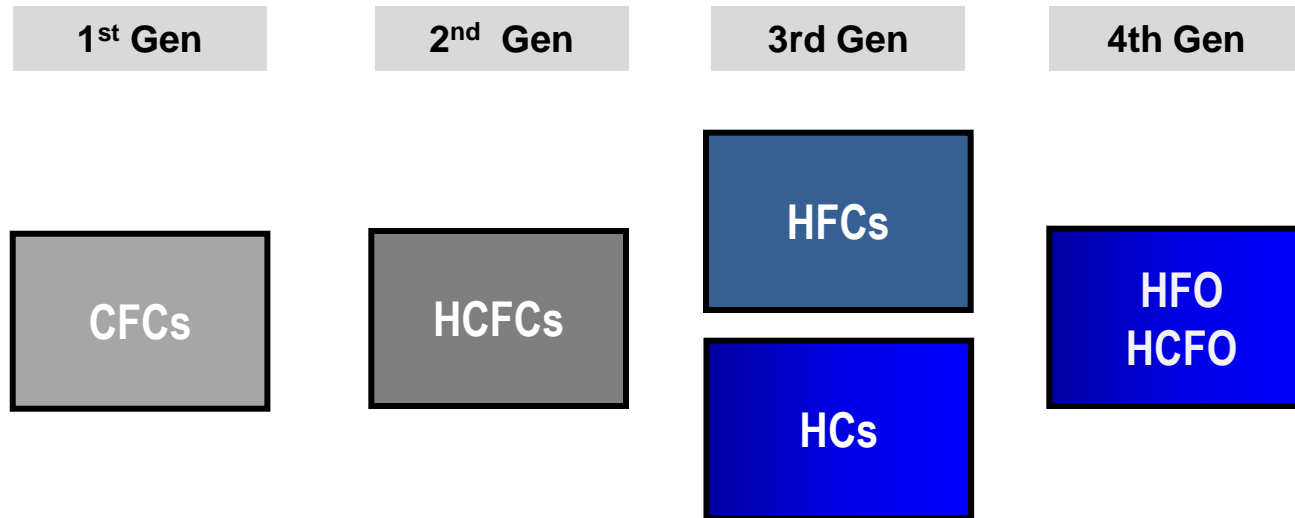 1st Gen
2nd Gen
3rd Gen
4th Gen
CFCs
HCFCs
HFCs
HCs
HFO
HCFO